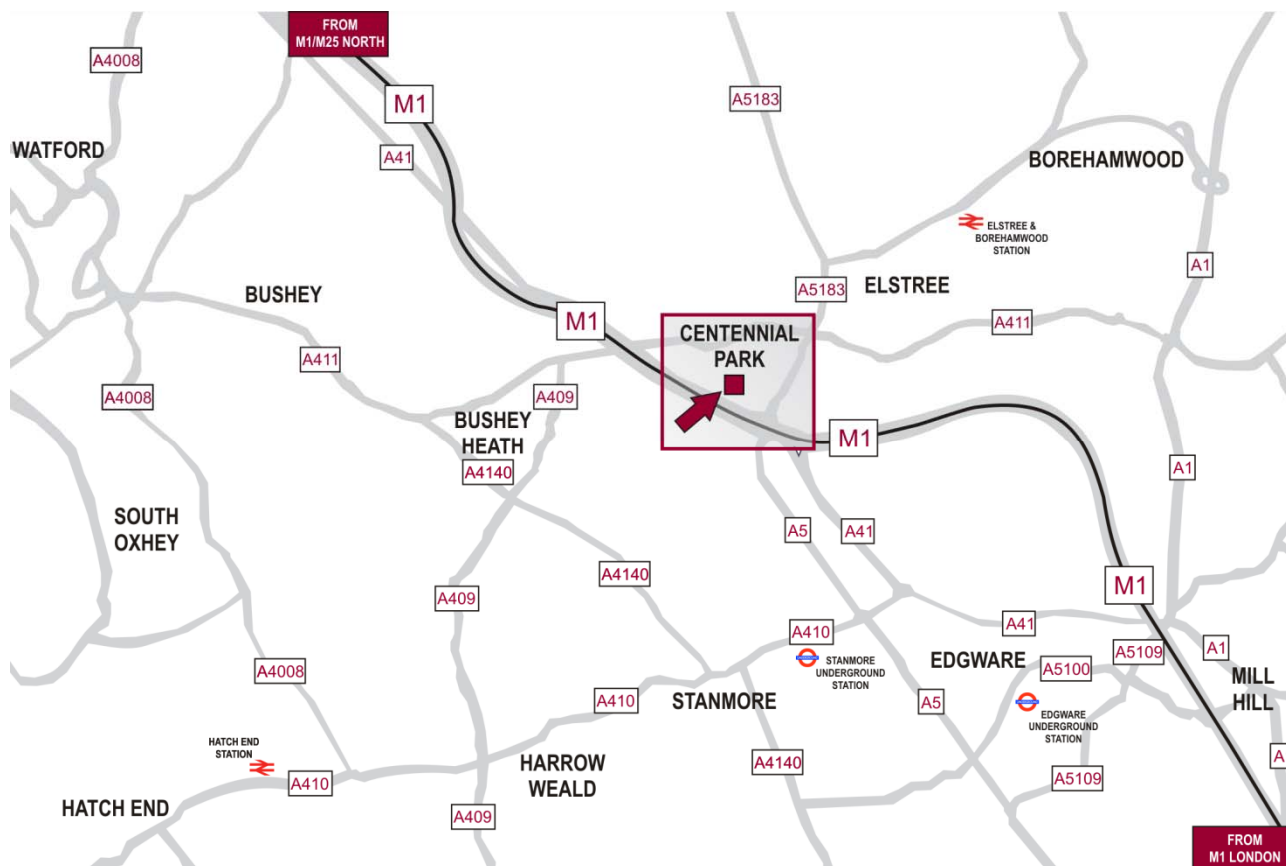 FROM
M1/M25 NORTH
A4008
M1
A5183
A41
WATFORD
BOREHAMWOOD
ELSTREE &
BOREHAMWOOD
STATION
A1
BUSHEY
A5183
ELSTREE
M1
A411
CENTENNIAL
PARK
A411
A4008
A409
BUSHEY
HEATH
M1
A4140
A1
SOUTH
OXHEY
A5
A41
A4140
M1
A409
A410
A41
A1
A5109
STANMORE
UNDERGROUND
STATION
EDGWARE
A5100
A4008
MILL
HILL
A410
STANMORE
A5
EDGWARE
UNDERGROUND
STATION
HATCH END
STATION
A410
HARROW
WEALD
A4140
A5109
A
HATCH END
A409
FROM
M1 LONDON